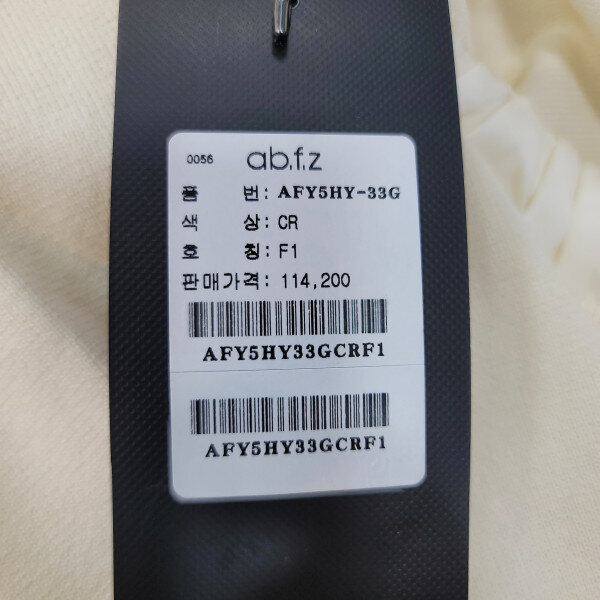 0056 ab.f.z
품 번: AFY5HY-33G
색 상: CR
호 칭: F1
판매가격: 114,200
AFY5HY33GCRF1
AFY5HY33GCRF1